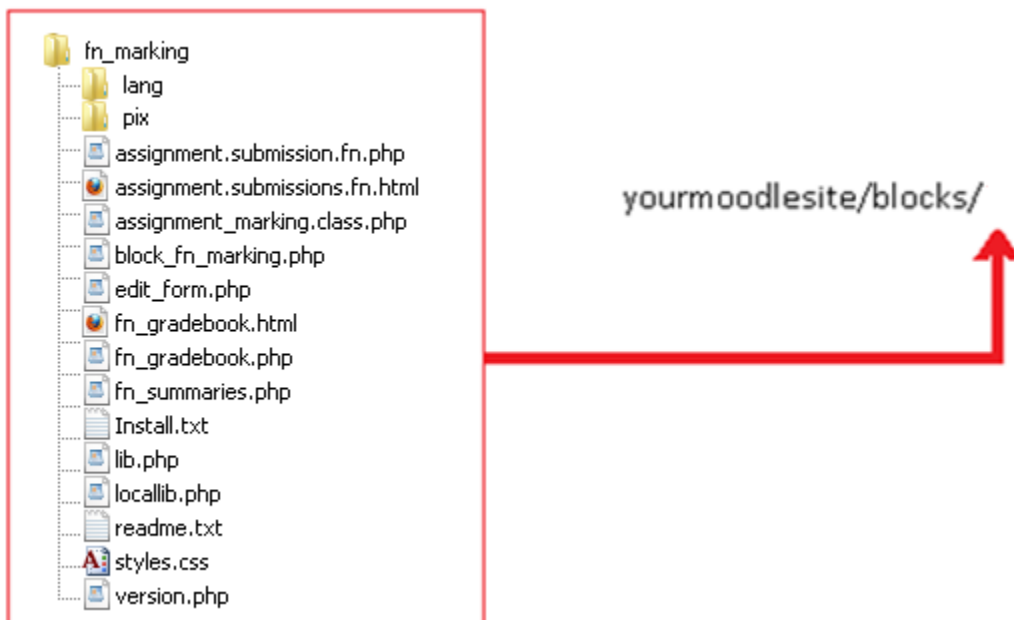 fn_marking
lang
pix
assignment.submission.fn.php
assignment.submissions.fn.html
assignment_marking.class.php
block_fn_marking.php
edit_form.php
fn_gradebook.html
fn_gradebook.php
fn_summaries.php
Install.txt
lib.php
locallib.php
readme.txt
styles.css
version.php
yourmoodlesite/blocks/